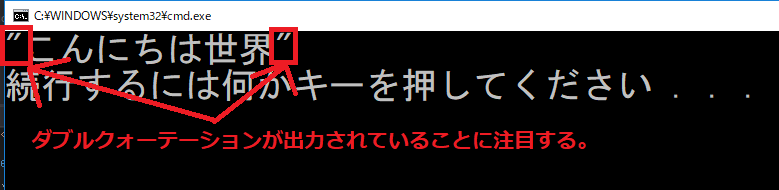 C:¥WINDOWS¥system32¥cmd.exe
"こんにちは世界"
続行するには何かキーを押してください . . .
ダブルクォーテーションが出力されていることに注目する。